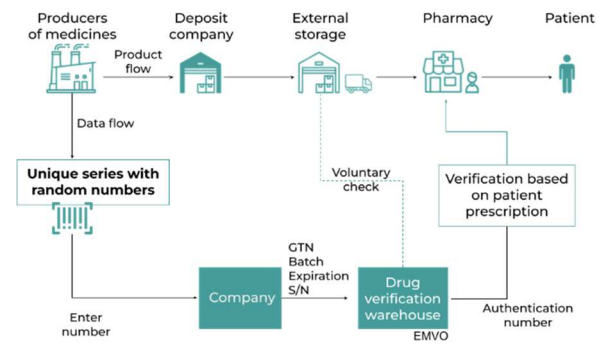 Producers
of medicines
Deposit
company
External
storage
Pharmacy
Patient
Product
flow
Data flow
Unique series with
random numbers
Voluntary
check
Verification based
on patient
prescription
GTN
Batch
Expiration
S/N
Company
Drug
verification
warehouse
Enter
number
Authentication
number
EMVO